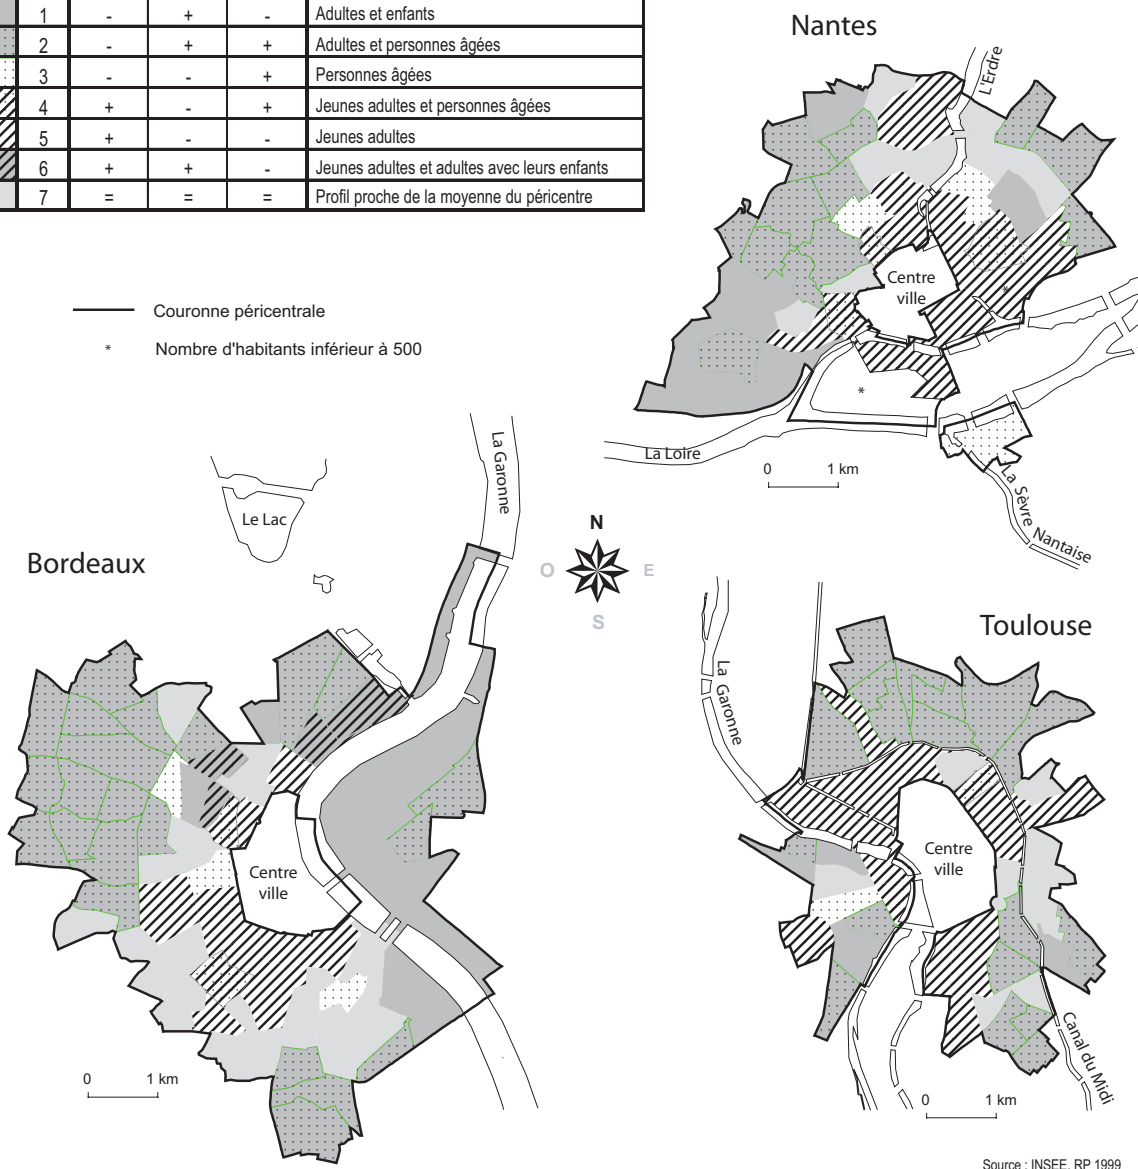 1 - + - Adultes et enfants
2 - + + Adultes et personnes âgées
3 - - + Personnes âgées
4 + - + Jeunes adultes et personnes âgées
5 + - - Jeunes adultes
6 + + - Jeunes adultes et adultes avec leurs enfants
7 = = = Profil proche de la moyenne du péricentre
Couronne péricentrale
* Nombre d'habitants inférieur à 500
Nantes
L'Erdre
Centre
ville
*
*
La Loire
0 1 km
La Sèvre Nantaise
Bordeaux
Le Lac
La Garonne
Centre
ville
0 1 km
N
O E
S
Toulouse
La Garonne
Centre
ville
Canal du Midi
0 1 km
Source : INSEE, RP 1999